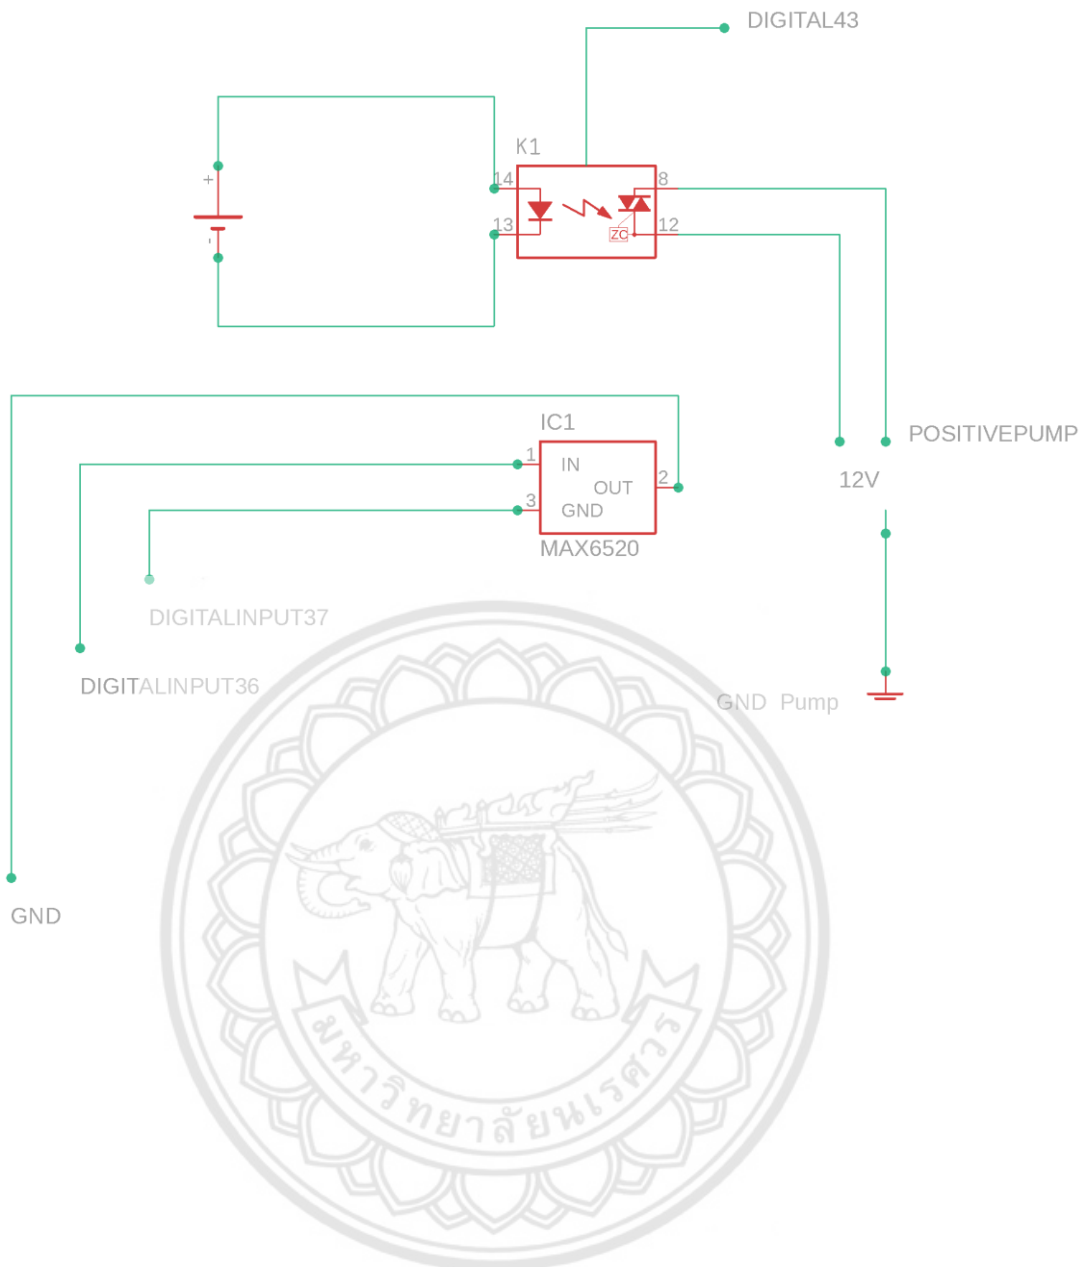 DIGITAL43
K1
+
14
8
13
12
ZC
-
POSITIVEPUMP
IC1
1
IN
12V
OUT
2
3
GND
MAX6520
DIGITALINPUT37
DIGITALINPUT36
GND Pump
GND
มหาวิทยาลัยนเรศวร